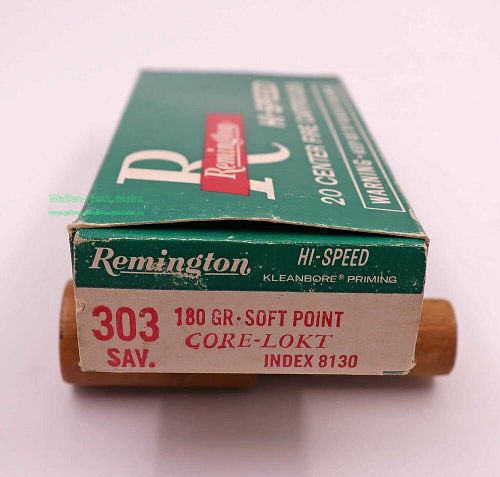 R
Remington
HI-SPEED
20 CENTER FIRE CARTRIDGES
Remington
HI-SPEED
KLEANBORE® PRIMING
303
SAV.
180 GR. SOFT POINT
CORE-LOKT
INDEX 8130